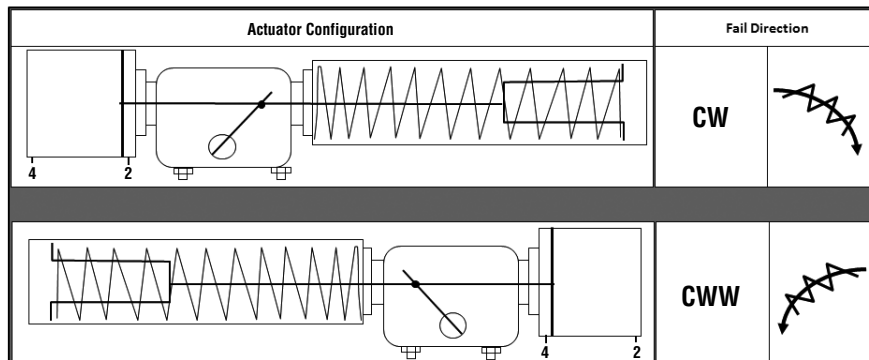 Actuator Configuration
Fail Direction
4
2
CW
4
2
CWW